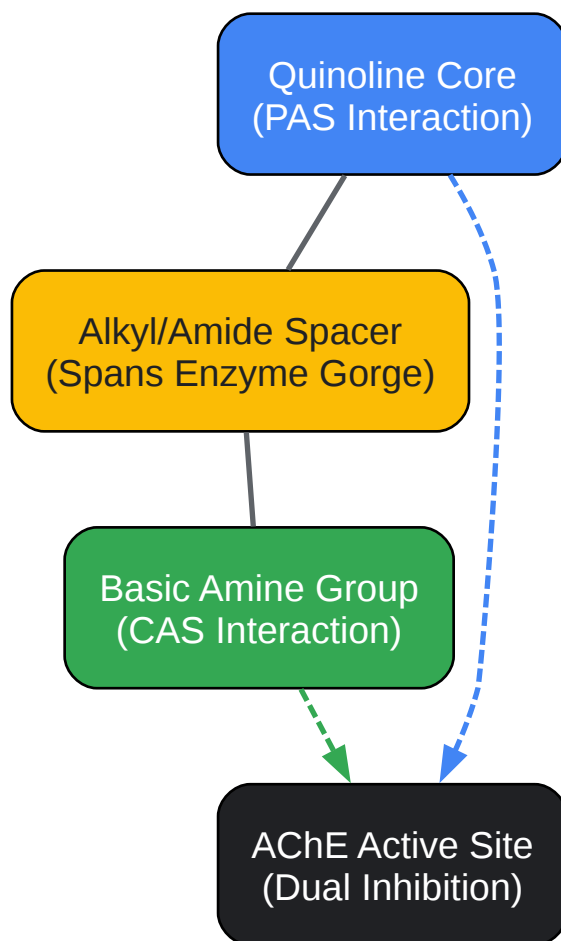 Quinoline Core
(PAS Interaction)
Alkyl/Amide Spacer
(Spans Enzyme Gorge)
Basic Amine Group
(CAS Interaction)
AChE Active Site
(Dual Inhibition)